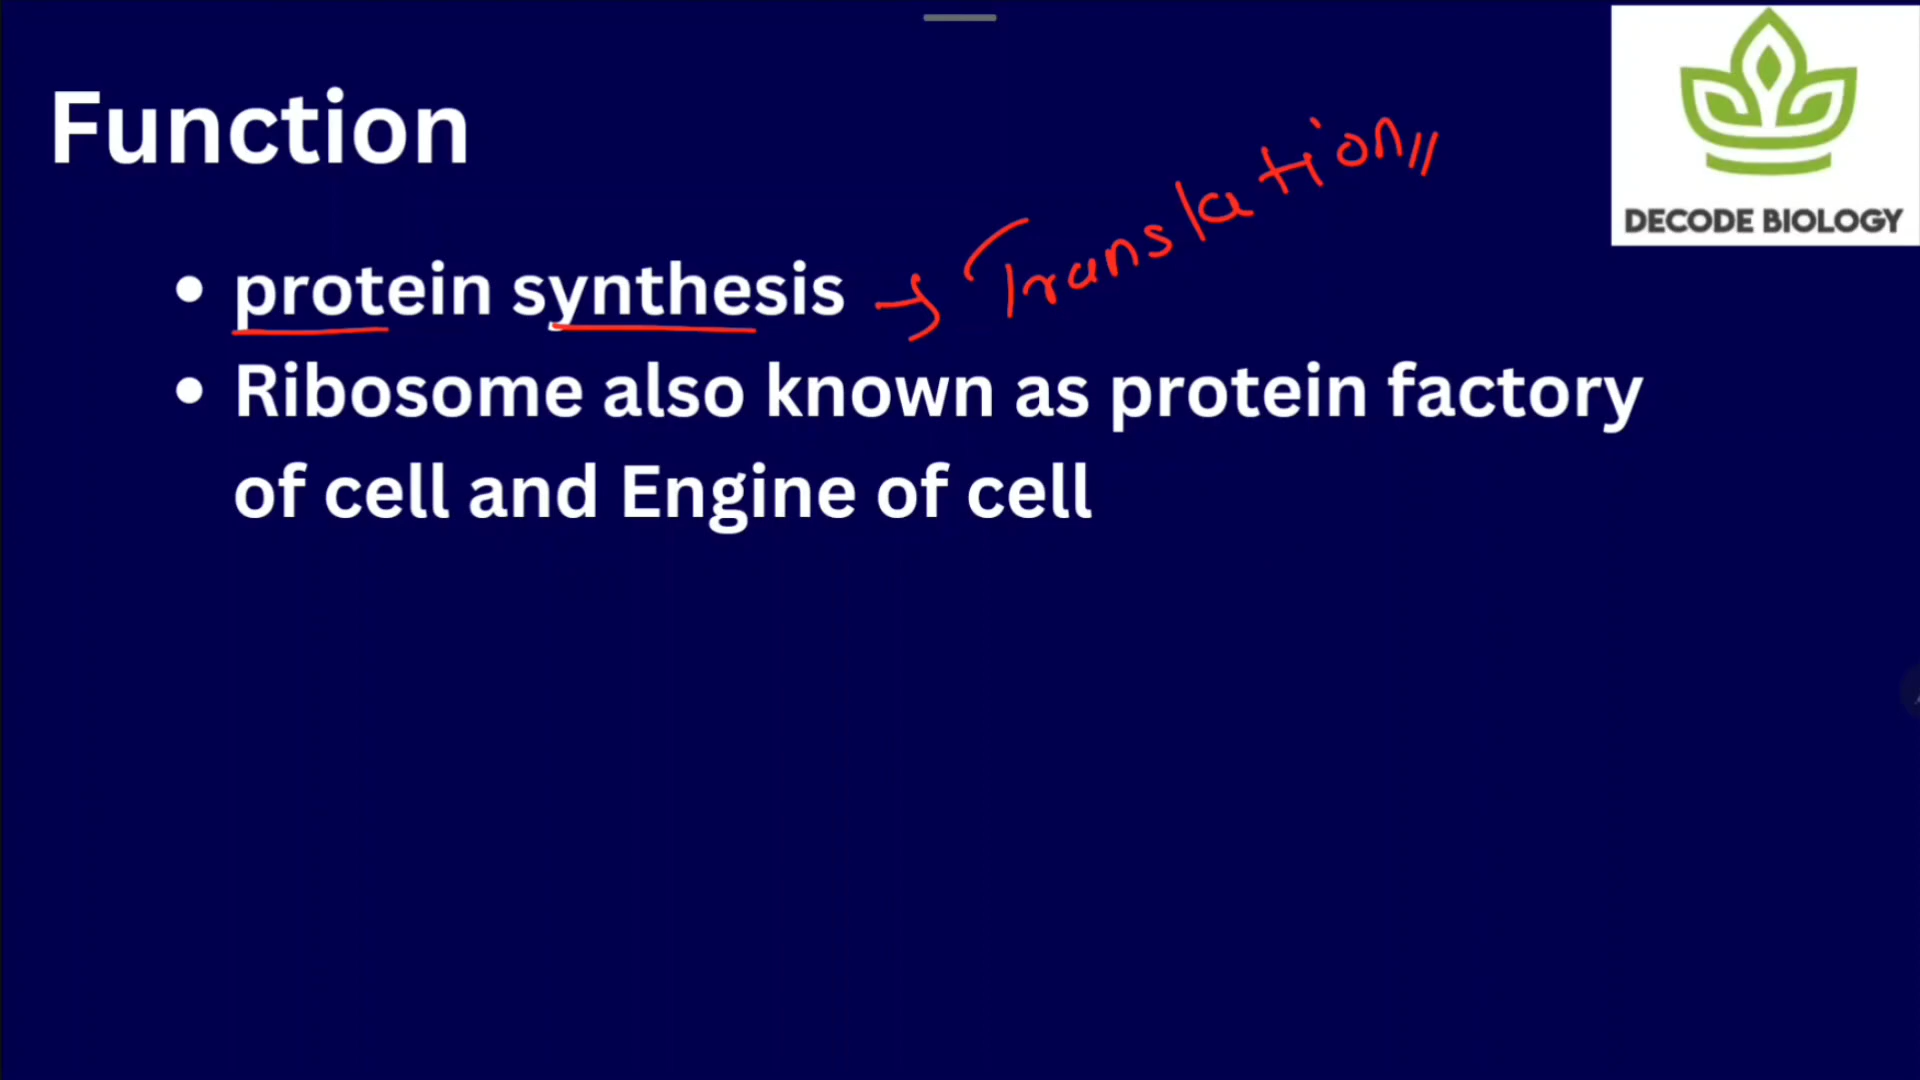 Function
DECODE BIOLOGY
• protein synthesis → Translation
• Ribosome also known as protein factory
of cell and Engine of cell